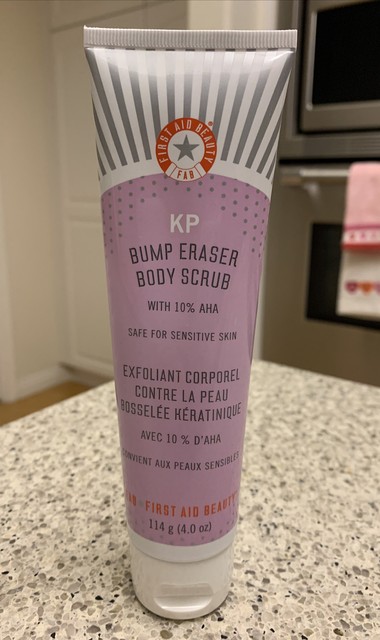 FIRST AID BEAUTY
FAB
KP
BUMP ERASER
BODY SCRUB
WITH 10% AHA
SAFE FOR SENSITIVE SKIN
EXFOLIANT CORPOREL
CONTRE LA PEAU
BOSSELÉE KÉRATINIQUE
AVEC 10 % D'AHA
CONVIENT AUX PEAUX SENSIBLES
FAB · FIRST AID BEAUTY
114 g (4.0 oz)